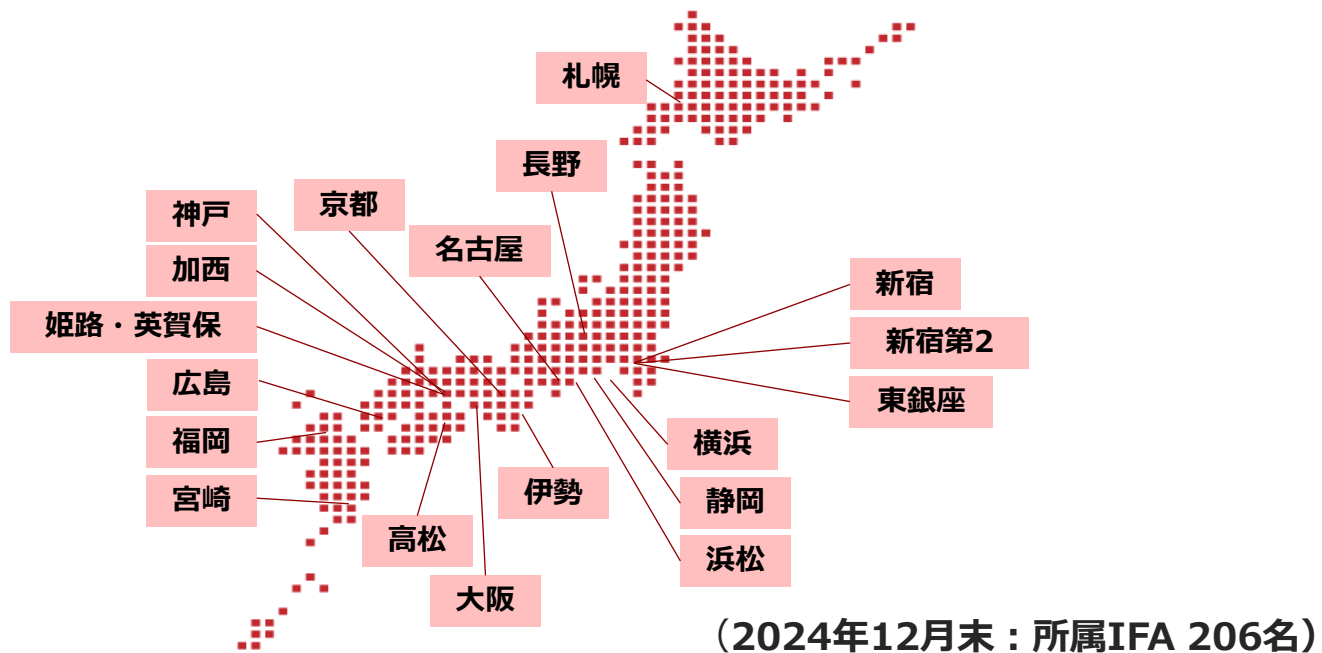 札幌
長野
京都
神戸
名古屋
加西
新宿
姫路・英賀保
新宿第2
広島
東銀座
福岡
横浜
宮崎
伊勢
静岡
高松
浜松
大阪
（2024年12月末：所属IFA 206名）